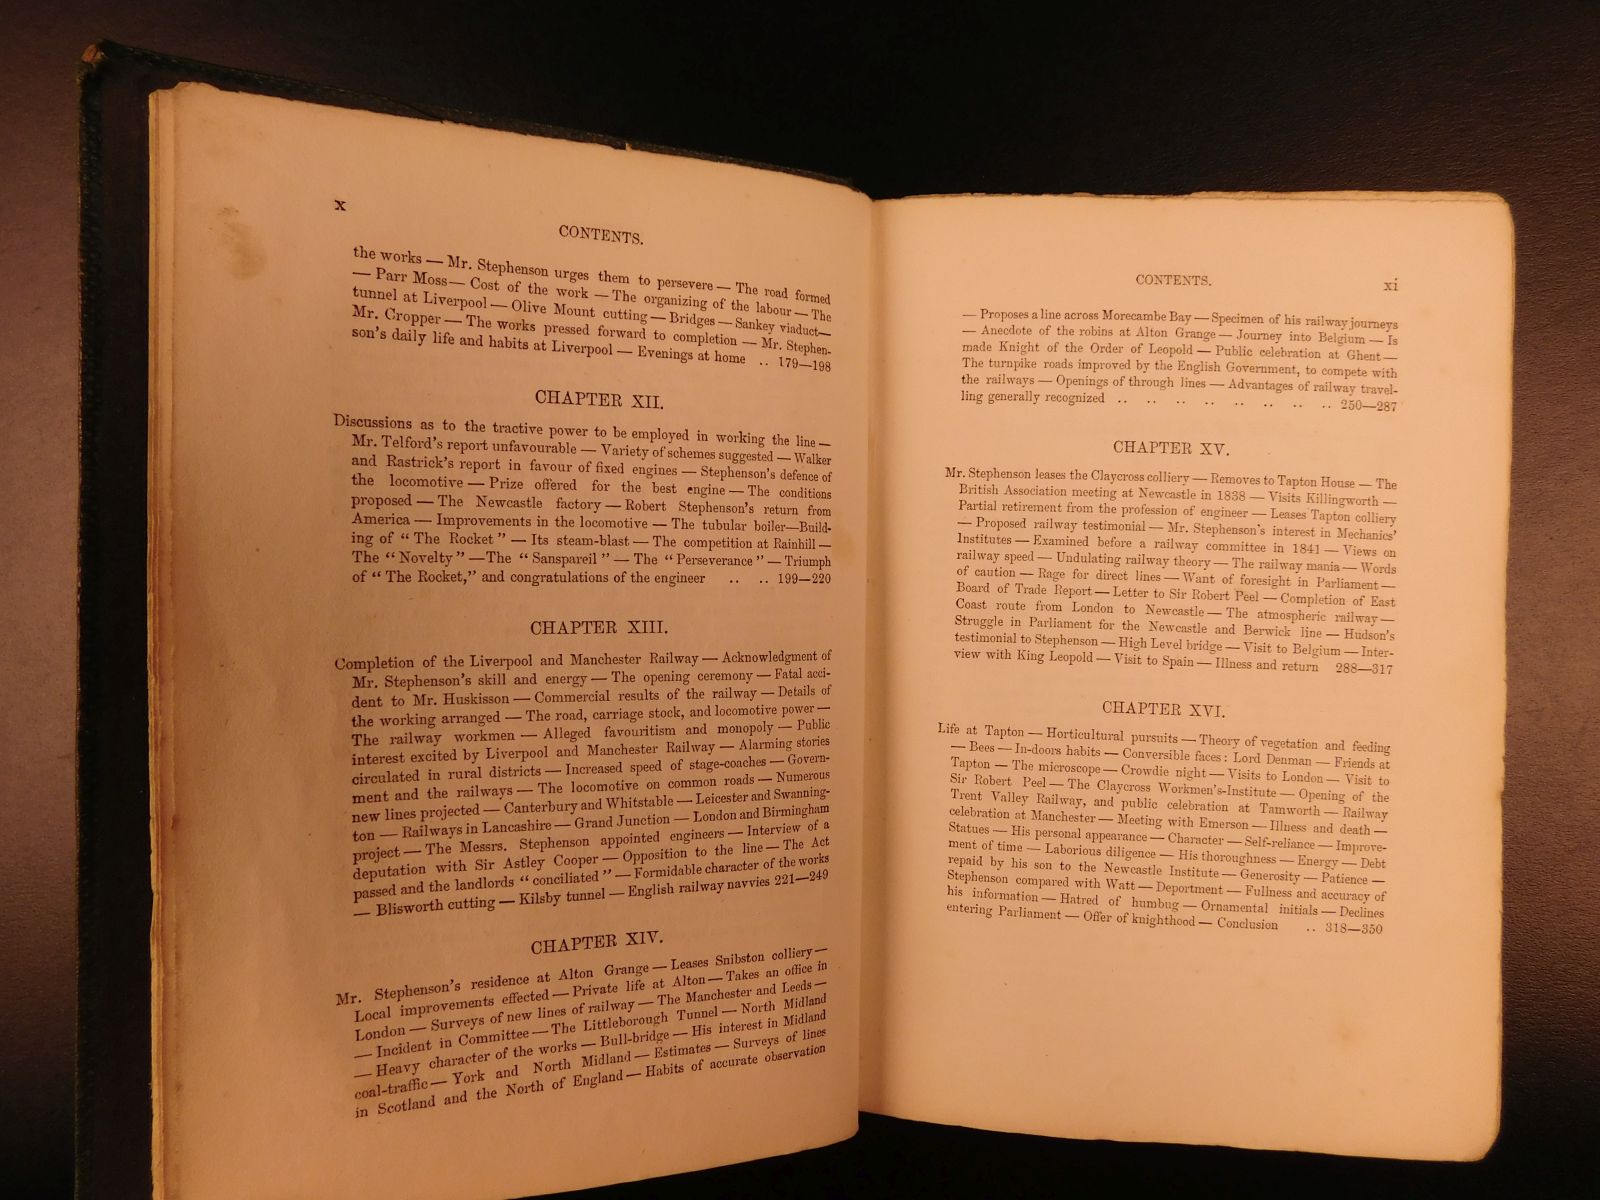 x
CONTENTS.
the works — Mr. Stephenson urges them to persevere — The road formed
— Parr Moss — Cost of the work — The organizing of the labour — The
tunnel at Liverpool — Olive Mount cutting — Bridges — Sankey viaduct —
Mr. Cropper — The works pressed forward to completion — Mr. Stephen-
son's daily life and habits at Liverpool — Evenings at home .. 179—198
CHAPTER XII.
Discussions as to the tractive power to be employed in working the line —
Mr. Telford's report unfavourable — Variety of schemes suggested — Walker
and Rastrick's report in favour of fixed engines — Stephenson's defence of
the locomotive — Prize offered for the best engine — The conditions
proposed — The Newcastle factory — Robert Stephenson's return from
America — Improvements in the locomotive — The tubular boiler — Build-
ing of “ The Rocket ” — Its steam-blast — The competition at Rainhill —
The “ Novelty ” — The “ Sanspareil ” — The “ Perseverance ” — Triumph
of “ The Rocket,” and congratulations of the engineer .. .. 199—220
CHAPTER XIII.
Completion of the Liverpool and Manchester Railway — Acknowledgment of
Mr. Stephenson's skill and energy — The opening ceremony — Fatal acci-
dent to Mr. Huskisson — Commercial results of the railway — Details of
the working arranged — The road, carriage stock, and locomotive power —
The railway workmen — Alleged favouritism and monopoly — Public
interest excited by Liverpool and Manchester Railway — Alarming stories
circulated in rural districts — Increased speed of stage-coaches — Govern-
ment and the railways — The locomotive on common roads — Numerous
new lines projected — Canterbury and Whitstable — Leicester and Swanning-
ton — Railways in Lancashire — Grand Junction — London and Birmingham
project — The Messrs. Stephenson appointed engineers — Interview of a
deputation with Sir Astley Cooper — Opposition to the line — The Act
passed and the landlords “ conciliated ” — Formidable character of the works
— Blisworth cutting — Kilsby tunnel — English railway navvies 221—249
CHAPTER XIV.
Mr. Stephenson's residence at Alton Grange — Leases Snibston colliery —
Local improvements effected — Private life at Alton — Takes an office in
London — Surveys of new lines of railway — The Manchester and Leeds —
— Incident in Committee — The Littleborough Tunnel — North Midland
— Heavy character of the works — Bull-bridge — His interest in Midland
coal-traffic — York and North Midland — Estimates — Surveys of lines
in Scotland and the North of England — Habits of accurate observation
CONTENTS.
xi
— Proposes a line across Morecambe Bay — Specimen of his railway journeys
— Anecdote of the robins at Alton Grange — Journey into Belgium — Is
made Knight of the Order of Leopold — Public celebration at Ghent —
The turnpike roads improved by the English Government, to compete with
the railways — Openings of through lines — Advantages of railway travel-
ling generally recognized .. .. .. .. .. .. .. .. 250—287
CHAPTER XV.
Mr. Stephenson leases the Claycross colliery — Removes to Tapton House — The
British Association meeting at Newcastle in 1838 — Visits Killingworth —
Partial retirement from the profession of engineer — Leases Tapton colliery
— Proposed railway testimonial — Mr. Stephenson's interest in Mechanics'
Institutes — Examined before a railway committee in 1841 — Views on
railway speed — Undulating railway theory — The railway mania — Words
of caution — Rage for direct lines — Want of foresight in Parliament —
Board of Trade Report — Letter to Sir Robert Peel — Completion of East
Coast route from London to Newcastle — The atmospheric railway —
Struggle in Parliament for the Newcastle and Berwick line — Hudson's
testimonial to Stephenson — High Level bridge — Visit to Belgium — Inter-
view with King Leopold — Visit to Spain — Illness and return 288—317
CHAPTER XVI.
Life at Tapton — Horticultural pursuits — Theory of vegetation and feeding
— Bees — In-doors habits — Conversible faces : Lord Denman — Friends at
Tapton — The microscope — Crowdie night — Visits to London — Visit to
Sir Robert Peel — The Claycross Workmen's-Institute — Opening of the
Trent Valley Railway, and public celebration at Tamworth — Railway
celebration at Manchester — Meeting with Emerson — Illness and death —
Statues — His personal appearance — Character — Self-reliance — Improve-
ment of time — Laborious diligence — His thoroughness — Energy — Debt
repaid by his son to the Newcastle Institute — Generosity — Patience —
Stephenson compared with Watt — Deportment — Fullness and accuracy of
his information — Hatred of humbug — Ornamental initials — Declines
entering Parliament — Offer of knighthood — Conclusion .. 318—350